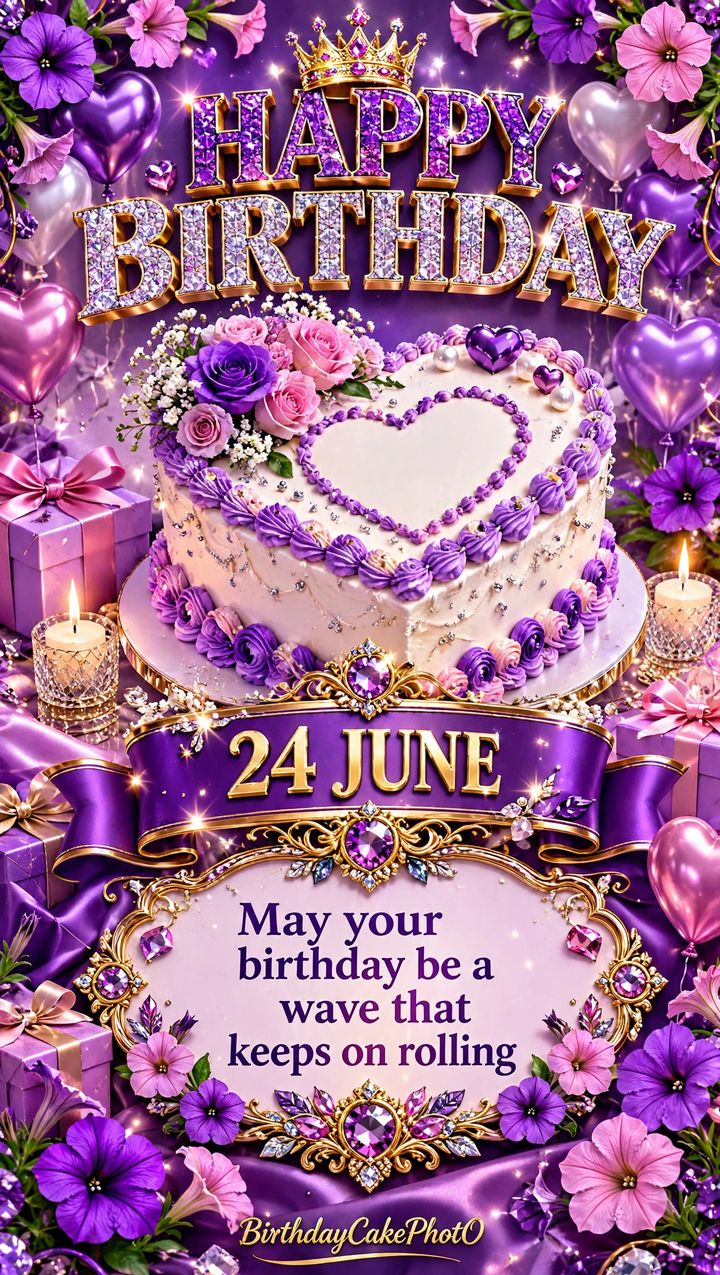 HAPPY
BIRTHDAY
24 JUNE
May your
birthday be a
wave that
keeps on rolling
BirthdayCakePhotO